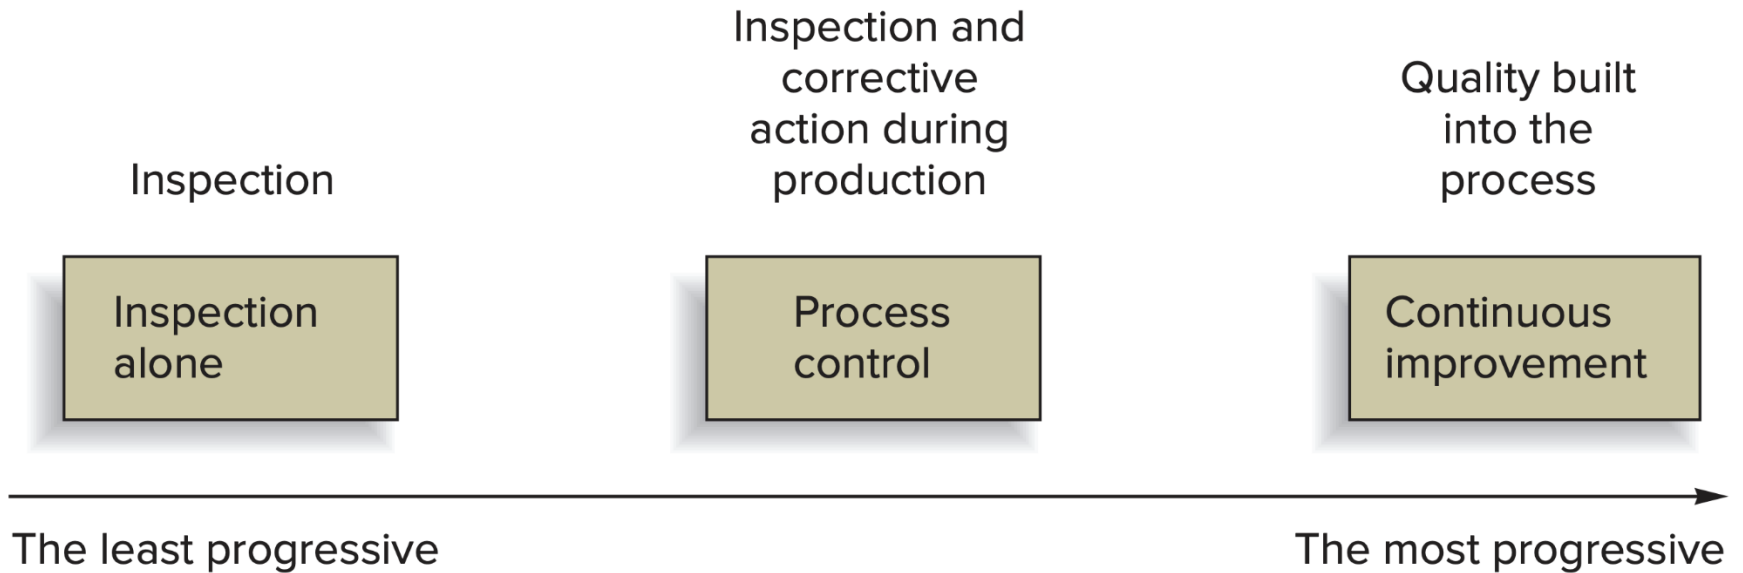 Inspection
Inspection and
corrective
action during
production
Quality built
into the
process
Inspection
alone
Process
control
Continuous
improvement
The least progressive
The most progressive